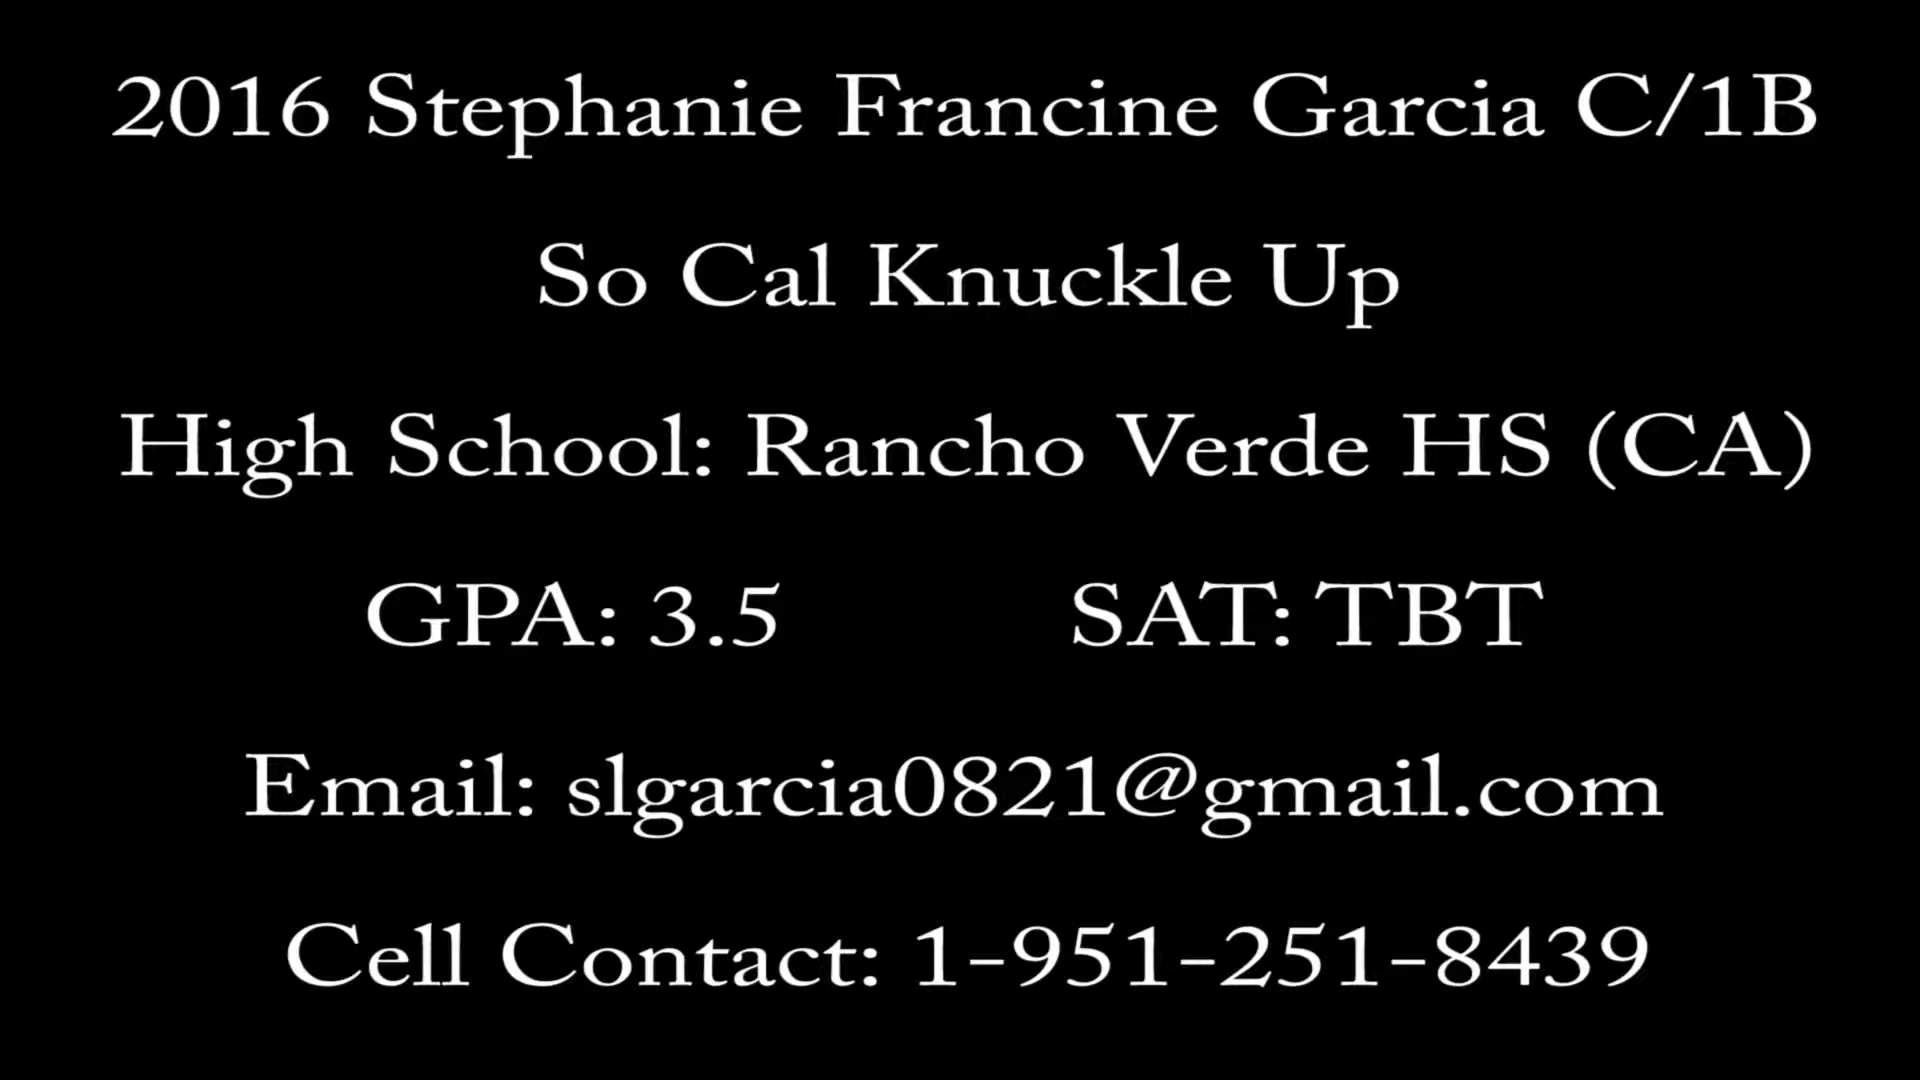 2016 Stephanie Francine Garcia C/1B
So Cal Knuckle Up
High School: Rancho Verde HS (CA)
GPA: 3.5 SAT: TBT
Email: slgarcia0821@gmail.com
Cell Contact: 1-951-251-8439